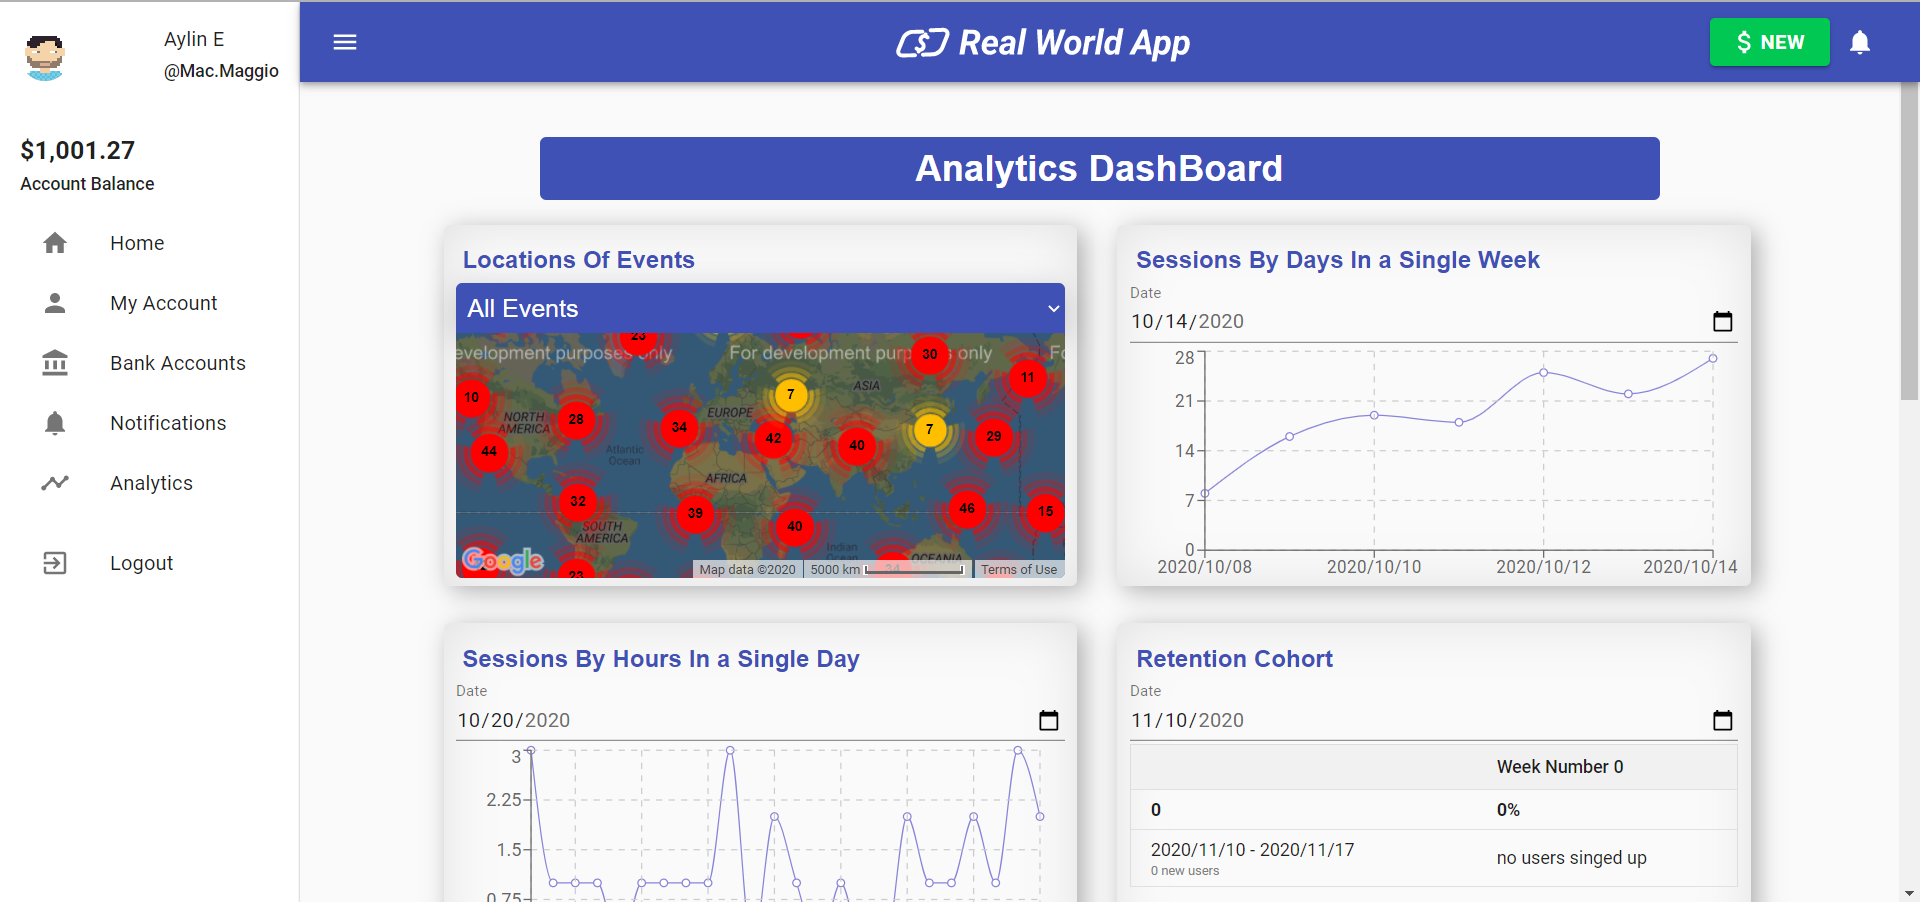 Aylin E
@Mac.Maggio
$1,001.27
Account Balance
Home
My Account
Bank Accounts
Notifications
Analytics
Logout
Real World App
$ NEW
Analytics DashBoard
Locations Of Events
All Events
evelopment purposes only
For development purposes only
Fo
23
30
11
10
7
ASIA
NORTH
AMERICA
28
34
EUROPE
42
40
7
29
44
Atlantic
Ocean
AFRICA
32
39
40
46
15
SOUTH
AMERICA
Indian
Ocean
OCEANIA
23
34
Google
Map data ©2020
5000 km
Terms of Use
Sessions By Days In a Single Week
Date
10/14/2020
28
21
14
7
0
2020/10/08
2020/10/10
2020/10/12
2020/10/14
Sessions By Hours In a Single Day
Date
10/20/2020
3
2.25
1.5
0.75
Retention Cohort
Date
11/10/2020
Week Number 0
0
0%
2020/11/10 - 2020/11/17
0 new users
no users singed up